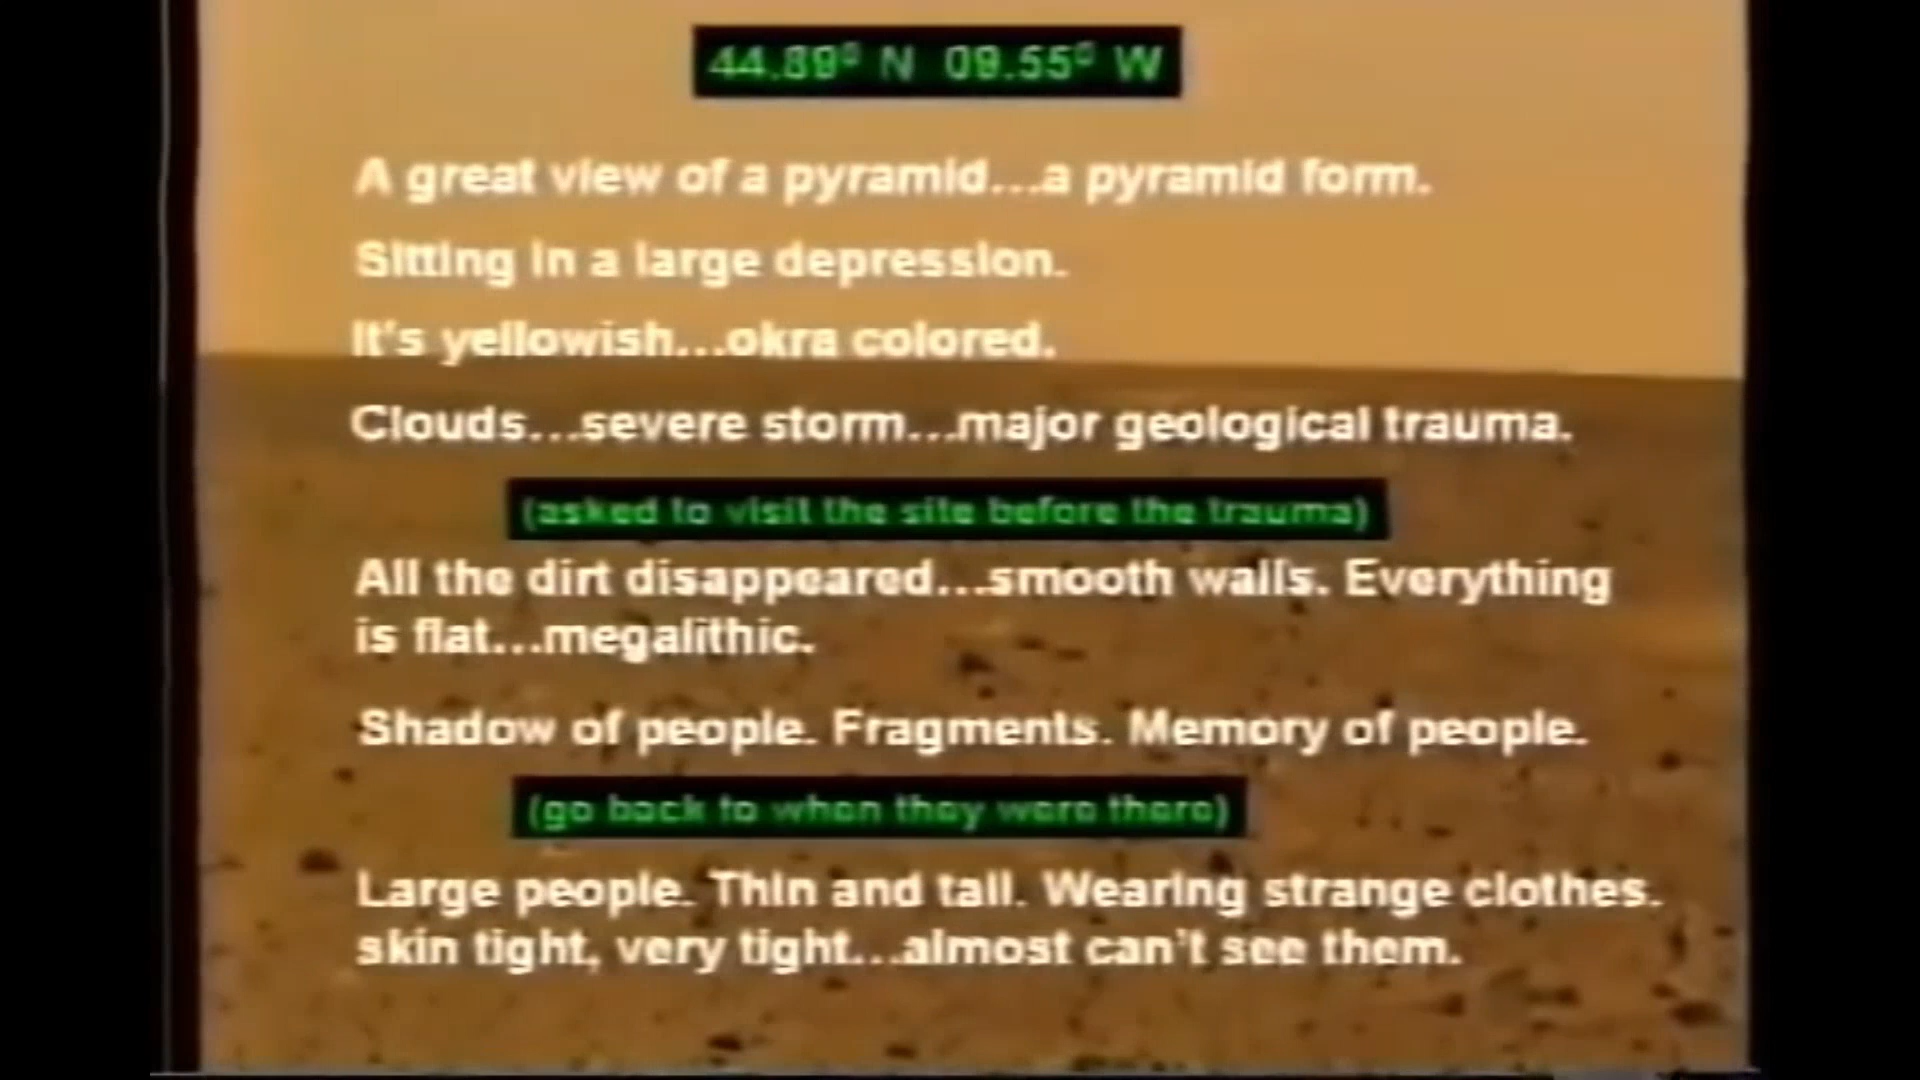 44.89° N 09.55° W
A great view of a pyramid...a pyramid form.
Sitting in a large depression.
It's yellowish...okra colored.
Clouds...severe storm...major geological trauma.
(asked to visit the site before the trauma)
All the dirt disappeared...smooth walls. Everything
is flat...megalithic.
Shadow of people. Fragments. Memory of people.
(go back to when they were there)
Large people. Thin and tall. Wearing strange clothes.
skin tight, very tight...almost can't see them.